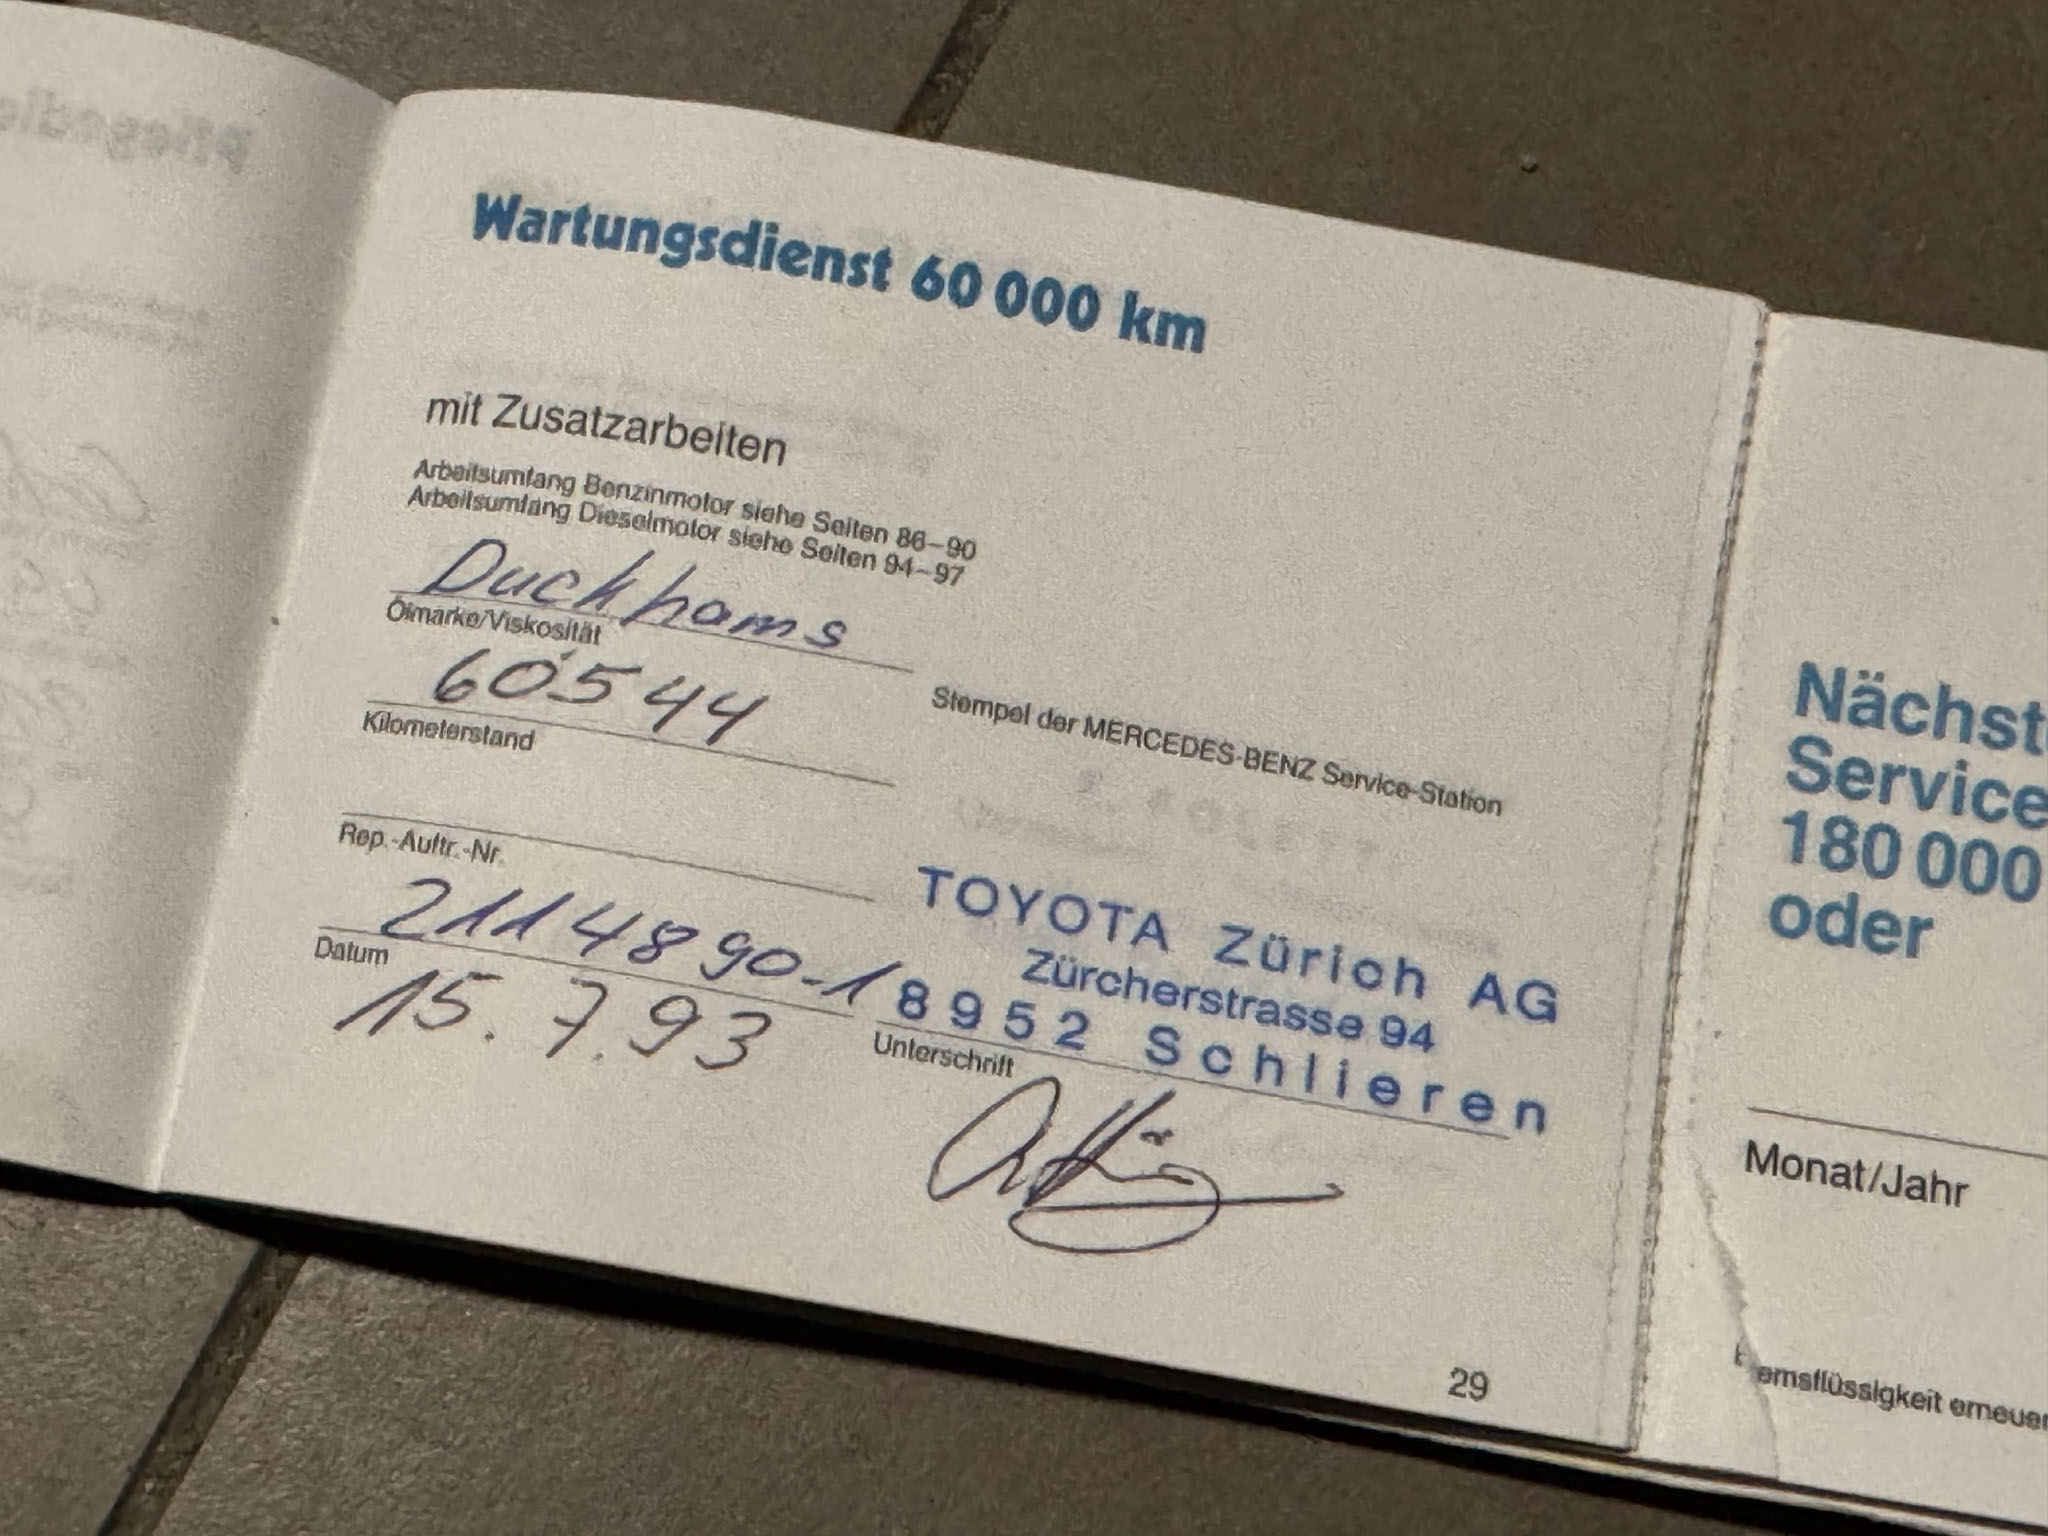 Wartungsdienst 60 000 km
mit Zusatzarbeiten
Arbeitsumfang Benzinmotor siehe Seiten 86–90
Arbeitsumfang Dieselmotor siehe Seiten 94–97
Duckhams
Ölmarke/Viskosität
60'544
Kilometerstand
Stempel der MERCEDES-BENZ Service-Station
Rep.-Auftr.-Nr.
2114890-1
Datum
15.7.93
TOYOTA Zürich AG
Zürcherstrasse 94
8952 Schlieren
Unterschrift
29
Nächst
Service
180 000
oder
Monat/Jahr
emsflüssigkeit erneuer